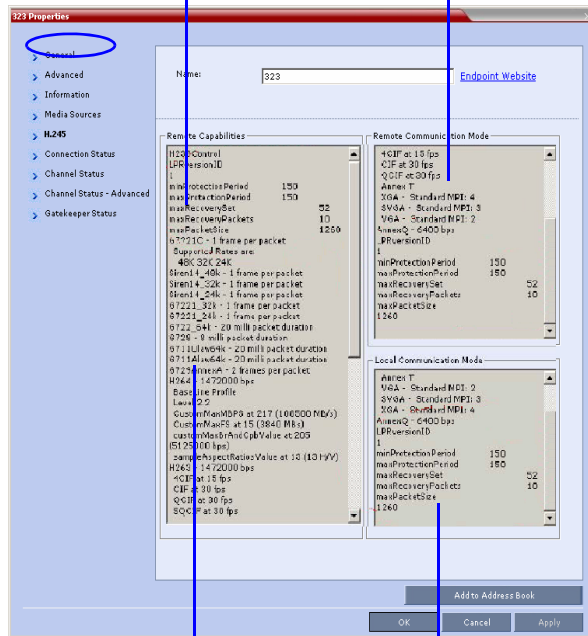 323 Properties
General
Advanced
Information
Media Sources
H.245
Connection Status
Channel Status
Channel Status - Advanced
Gatekeeper Status
Name:
323
Endpoint Website
Remote Capabilities
H239Control
LPRversionID
1
minProtectionPeriod 150
maxProtectionPeriod 150
maxRecoverySet 52
maxRecoveryPackets 10
maxPacketSize 1260
G7221C - 1 frame per packet
Supported Rates are:
48K 32K 24K
Siren14_48k - 1 frame per packet
Siren14_32k - 1 frame per packet
Siren14_24k - 1 frame per packet
G7221_32k - 1 frame per packet
G7221_24k - 1 frame per packet
G722_64k - 20 milli packet duration
G728 - 8 milli packet duration
G711Ulaw64k - 20 milli packet duration
G711Alaw64k - 20 milli packet duration
G729AnnexA - 2 frames per packet
H264 - 1472000 bps
BaseLine Profile
Level 2.2
CustomMaxMBPS at 217 (108500 MB/s)
CustomMaxFS at 15 (3840 MBs)
customMaxBrAndCpbValue at 205
(5125000 bps)
sampleAspectRatiosValue at 13 (13 H/V)
H263 - 1472000 bps
4CIF at 15 fps
CIF at 30 fps
QCIF at 30 fps
SQCIF at 30 fps
Remote Communication Mode
4CIF at 15 fps
CIF at 30 fps
QCIF at 30 fps
Annex T
XGA - Standard MPI: 4
SVGA - Standard MPI: 3
VGA - Standard MPI: 2
AnnexQ - 6400 bps
LPRversionID
1
minProtectionPeriod 150
maxProtectionPeriod 150
maxRecoverySet 52
maxRecoveryPackets 10
maxPacketSize
1260
Local Communication Mode
Annex T
VGA - Standard MPI: 2
SVGA - Standard MPI: 3
XGA - Standard MPI: 4
AnnexQ - 6400 bps
LPRversionID
1
minProtectionPeriod 150
maxProtectionPeriod 150
maxRecoverySet 52
maxRecoveryPackets 10
maxPacketSize
1260
Add to Address Book
OK
Cancel
Apply